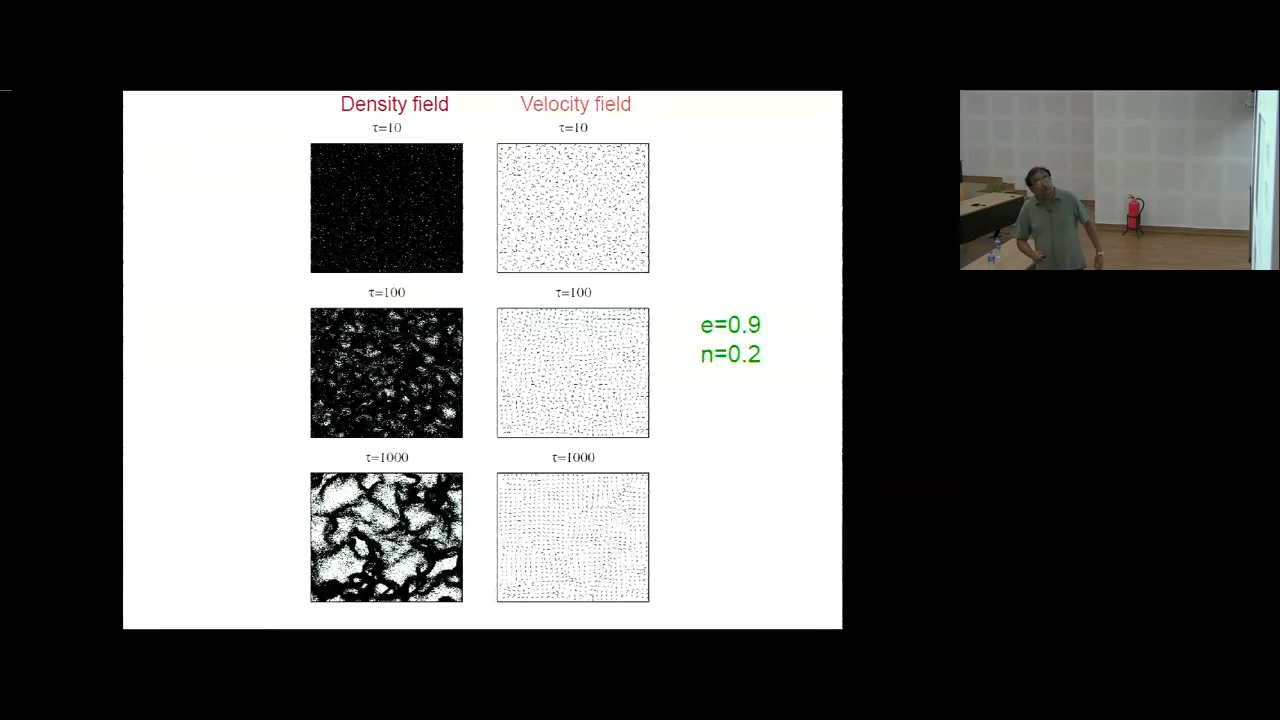 Density field Velocity field
τ=10 τ=10
τ=100 τ=100
e=0.9
n=0.2
τ=1000 τ=1000